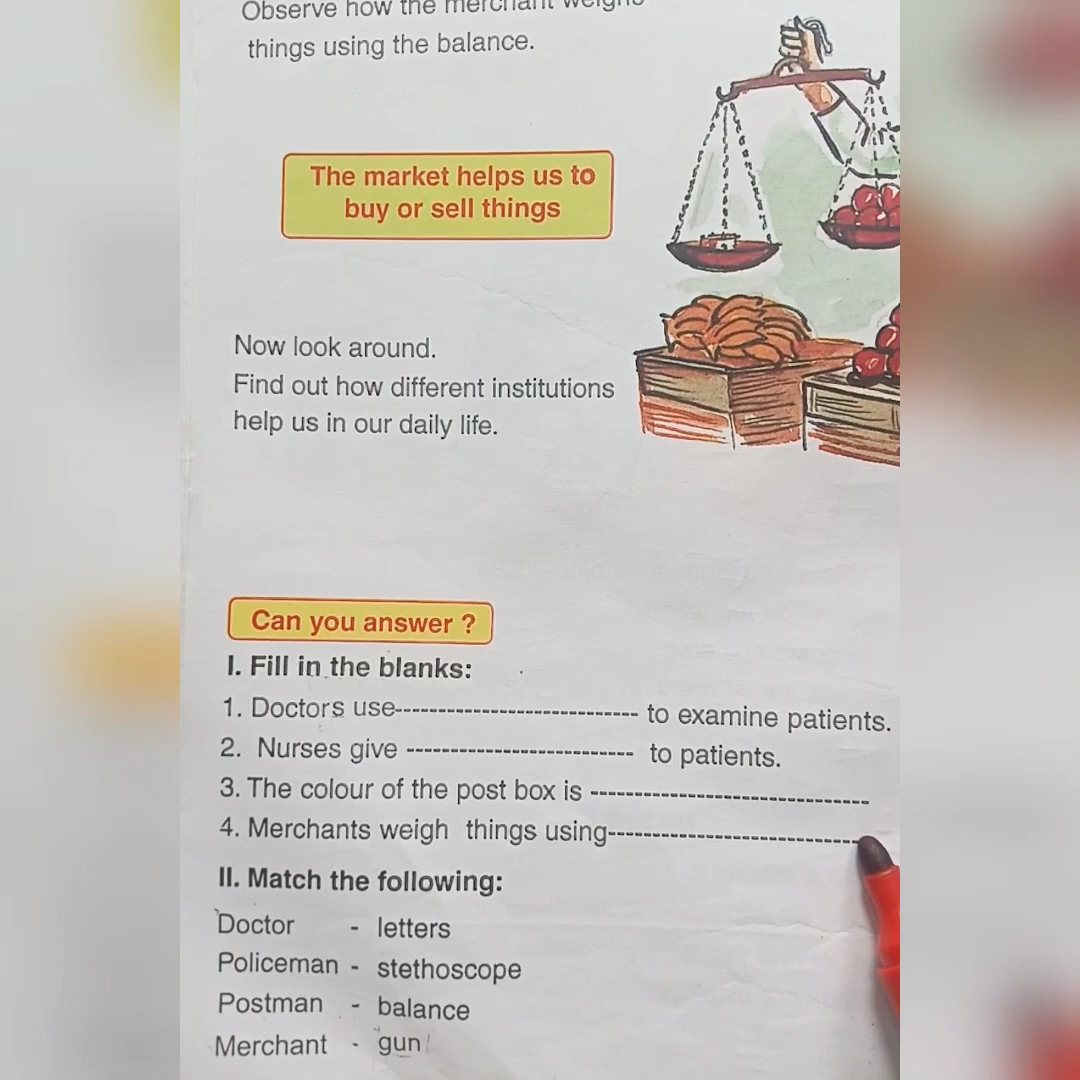 Observe how the merchant weighs
things using the balance.
The market helps us to
buy or sell things
Now look around.
Find out how different institutions
help us in our daily life.
Can you answer ?
I. Fill in the blanks:
1. Doctors use---------------------------- to examine patients.
2. Nurses give -------------------------- to patients.
3. The colour of the post box is --------------------------------
4. Merchants weigh things using-----------------------------
II. Match the following:
Doctor - letters
Policeman - stethoscope
Postman - balance
Merchant - gun